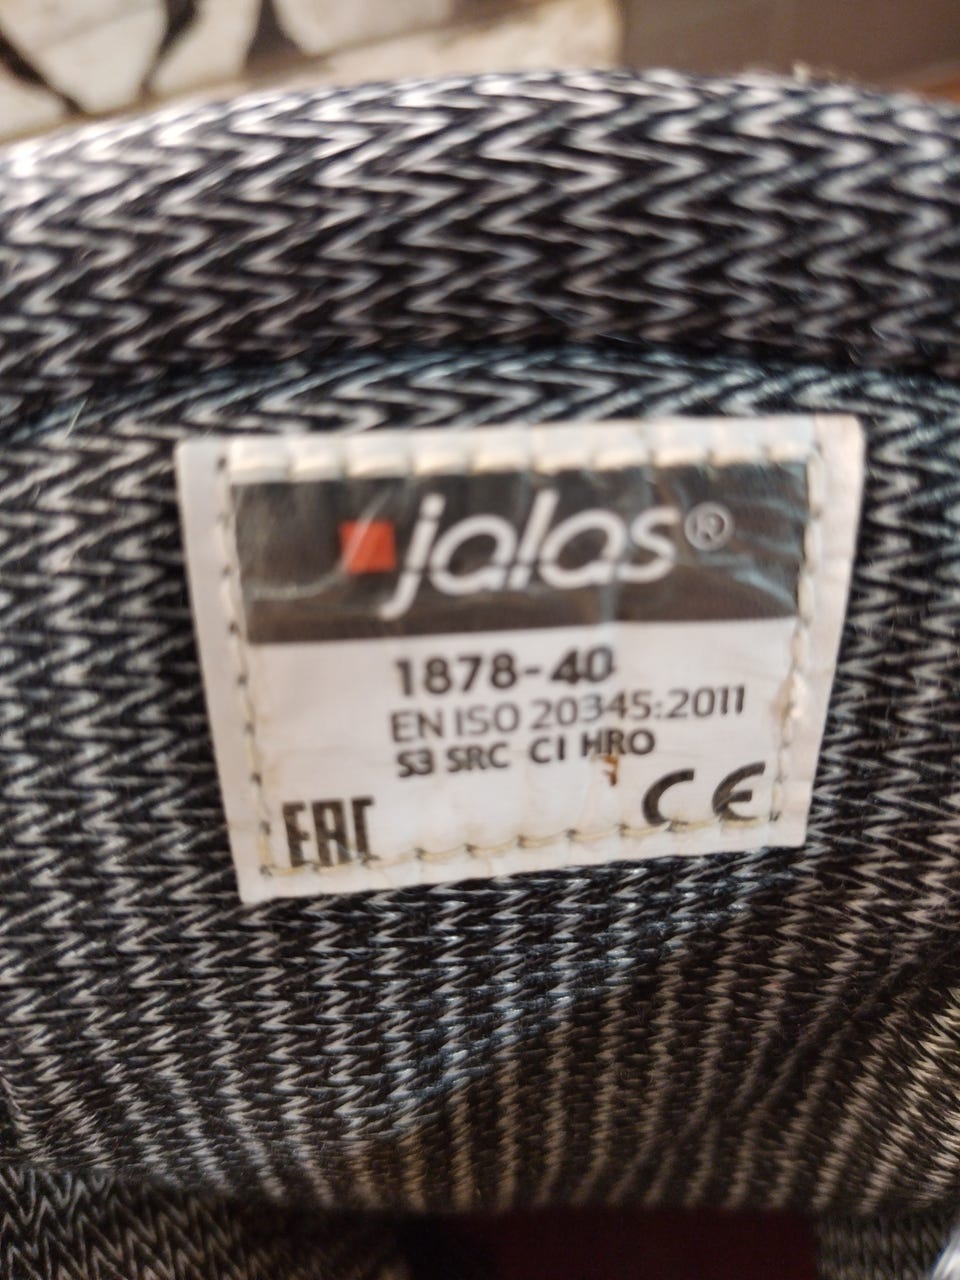 jalas®
1878-40
EN ISO 20345:2011
S3 SRC CI HRO
EAC CE